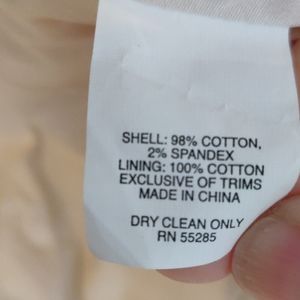 SHELL: 98% COTTON,
2% SPANDEX
LINING: 100% COTTON
EXCLUSIVE OF TRIMS
MADE IN CHINA
DRY CLEAN ONLY
RN 55285